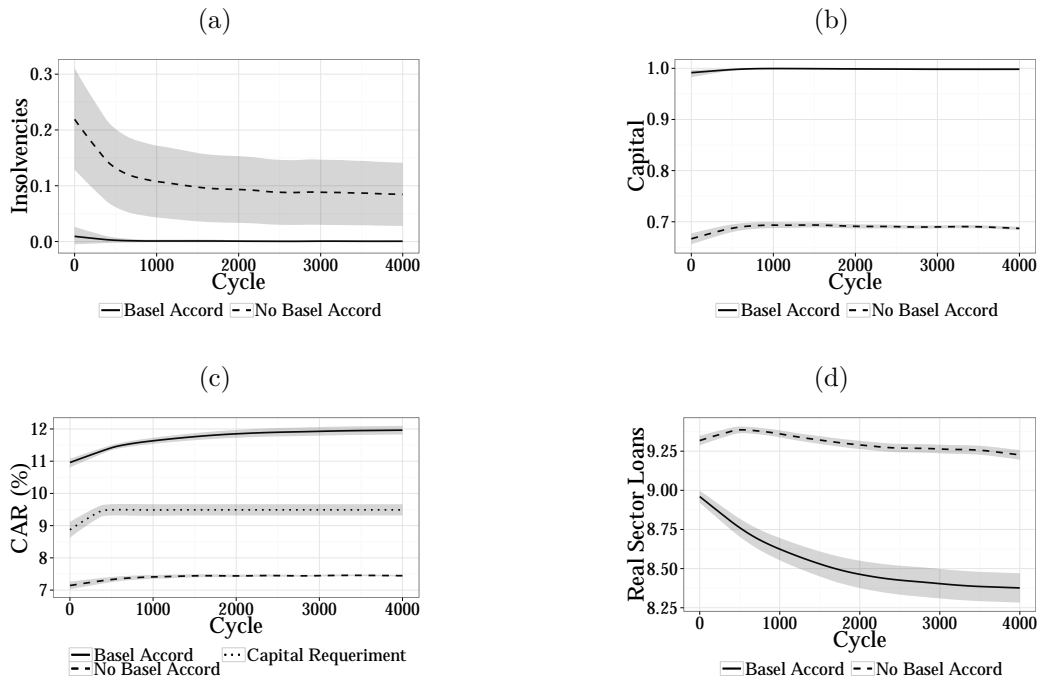 (a)
Insolvencies
0.3
0.2
0.1
0.0
0 1000 2000 3000 4000
Cycle
Basel Accord No Basel Accord
(b)
Capital
1.0
0.9
0.8
0.7
0 1000 2000 3000 4000
Cycle
Basel Accord No Basel Accord
(c)
CAR (%)
12
11
10
9
8
7
0 1000 2000 3000 4000
Cycle
Basel Accord Capital Requeriment
No Basel Accord
(d)
Real Sector Loans
9.25
9.00
8.75
8.50
8.25
0 1000 2000 3000 4000
Cycle
Basel Accord No Basel Accord